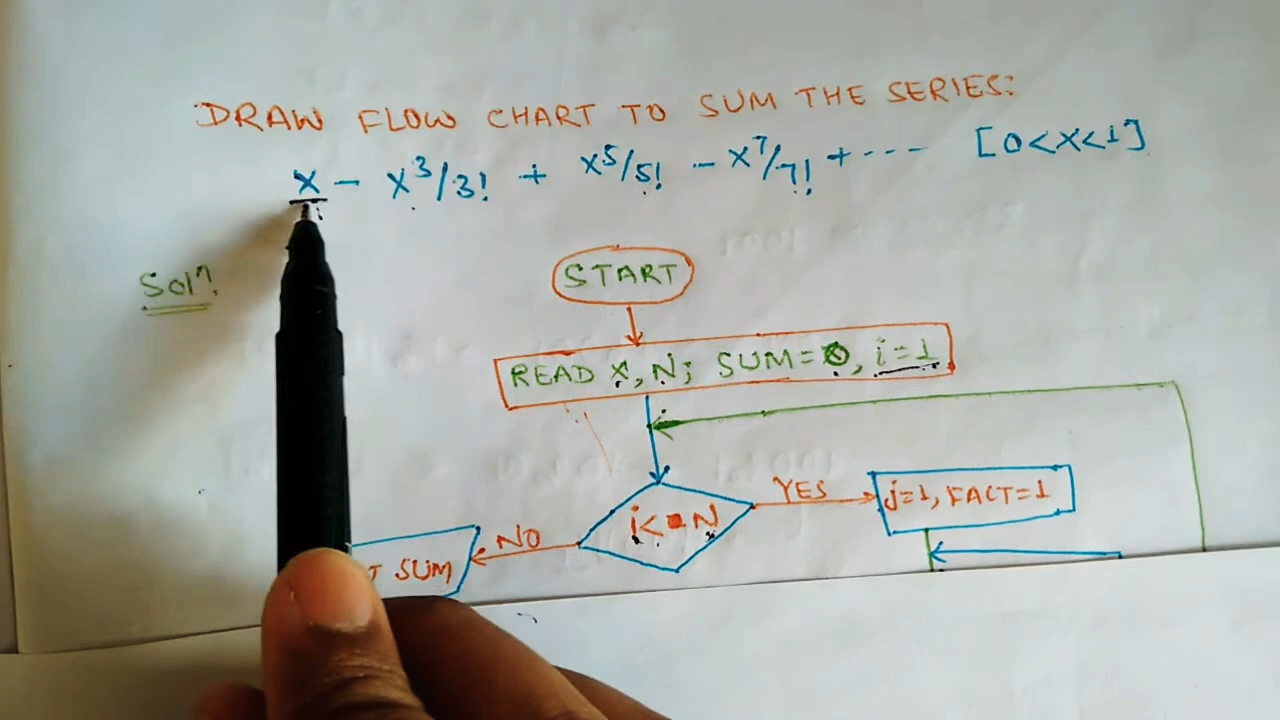 DRAW FLOW CHART TO SUM THE SERIES:
x - x³/3! + x⁵/5! - x⁷/7! + --- [0<x<1]
Solⁿ:
START
READ X, N; SUM=0, i=1
i< N
YES
j=1, FACT=1
NO
T SUM